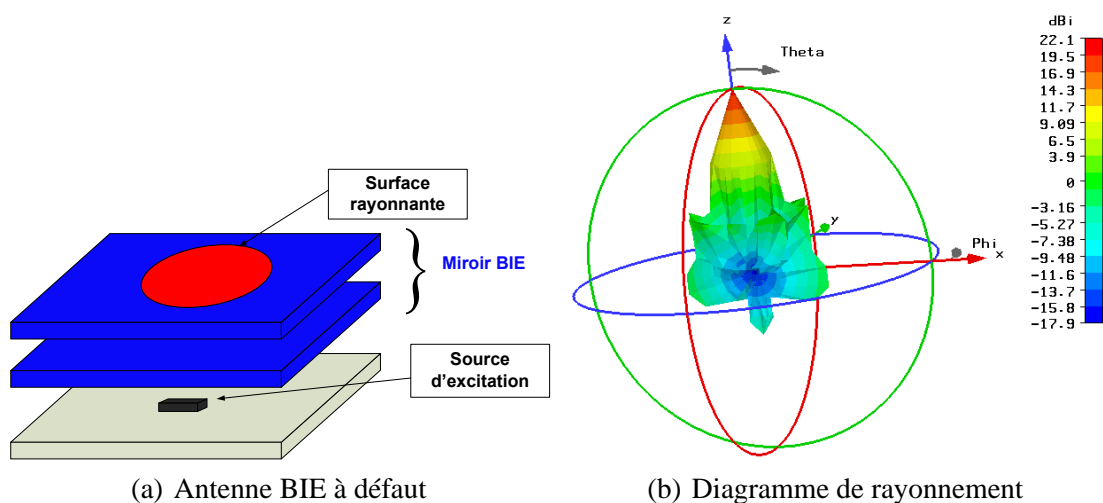 Surface
rayonnante
Miroir BIE
Source
d'excitation
(a) Antenne BIE à défaut
z
Theta
y
Phi
x
dBi
22.1
19.5
16.9
14.3
11.7
9.09
6.5
3.9
0
-3.16
-5.27
-7.38
-9.48
-11.6
-13.7
-15.8
-17.9
(b) Diagramme de rayonnement